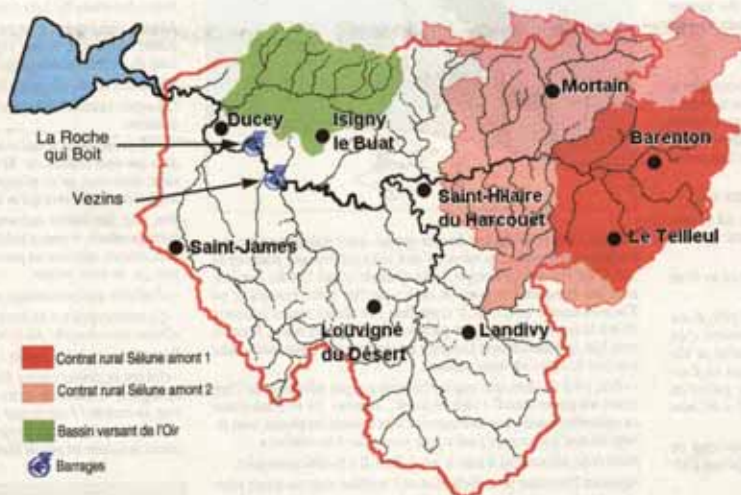 Mortain
Ducey
Isigny
le Buat
La Roche
qui Boit
Barenton
Vezins
Saint-Hilaire
du Harcouët
Saint-James
Le Teilleul
Louvigné
du Désert
Landivy
Contrat rural Sélune amont 1
Contrat rural Sélune amont 2
Bassin versant de l'Oir
Barrages